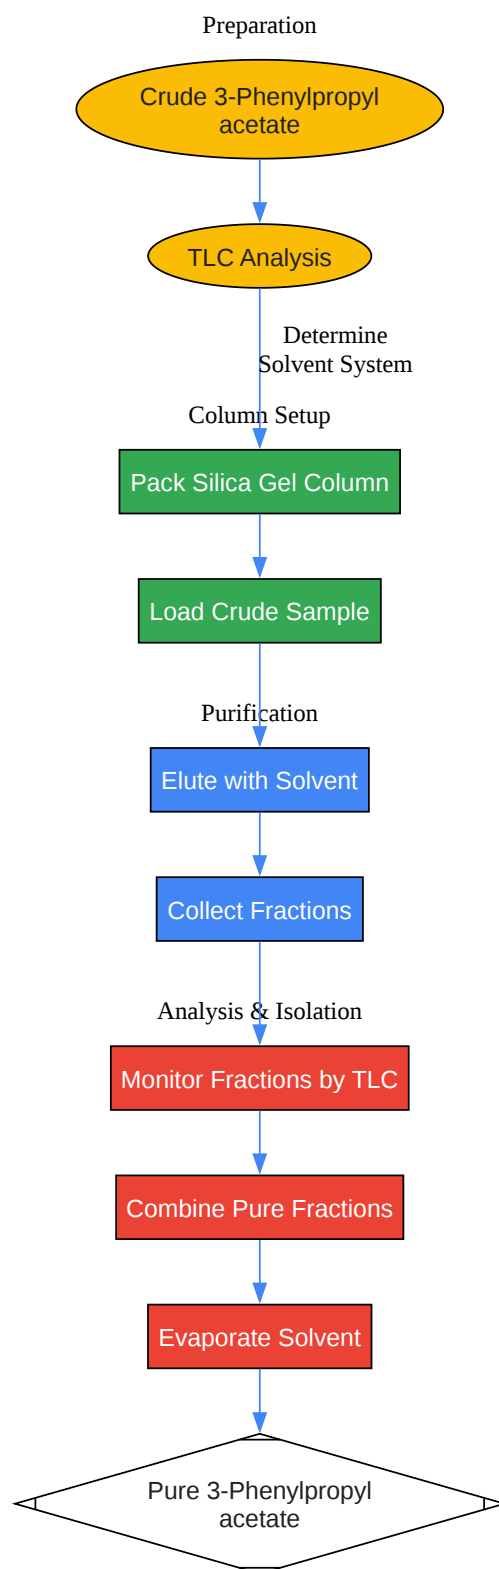 Preparation
Crude 3-Phenylpropyl
acetate
TLC Analysis
Determine
Solvent System
Column Setup
Pack Silica Gel Column
Load Crude Sample
Purification
Elute with Solvent
Collect Fractions
Analysis & Isolation
Monitor Fractions by TLC
Combine Pure Fractions
Evaporate Solvent
Pure 3-Phenylpropyl
acetate